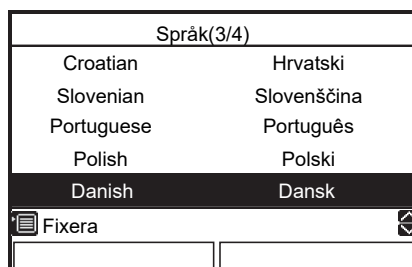 Språk(3/4)
Croatian Hrvatski
Slovenian Slovenščina
Portuguese Português
Polish Polski
Danish Dansk
Fixera